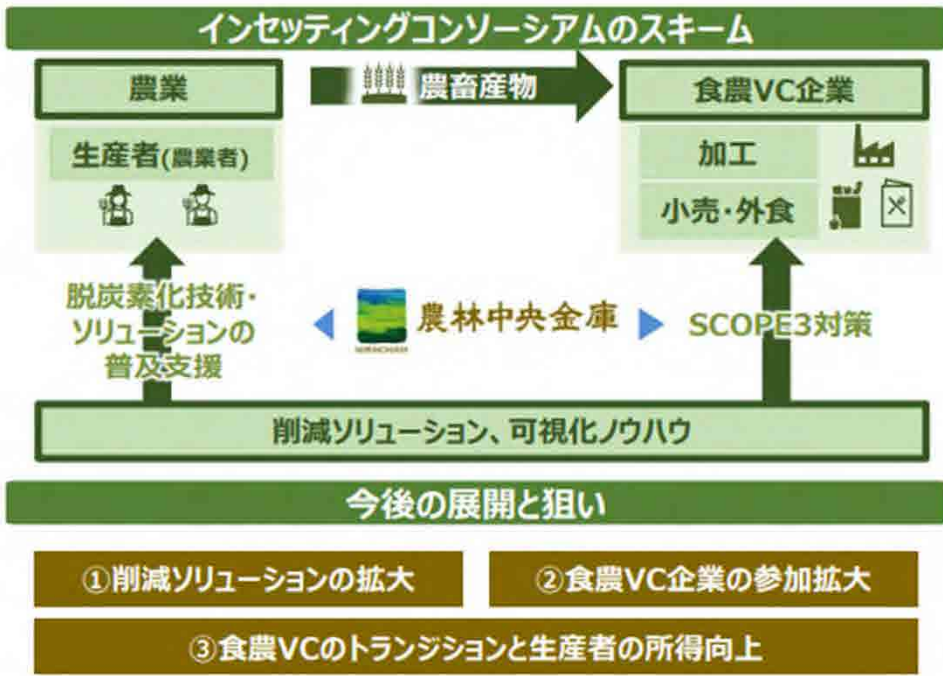 インセッティングコンソーシアムのスキーム
農業
農畜産物
食農VC企業
生産者(農業者)
加工
小売・外食
脱炭素化技術・
ソリューションの
普及支援
農林中央金庫
SCOPE3対策
削減ソリューション、可視化ノウハウ
今後の展開と狙い
①削減ソリューションの拡大
②食農VC企業の参加拡大
③食農VCのトランジションと生産者の所得向上